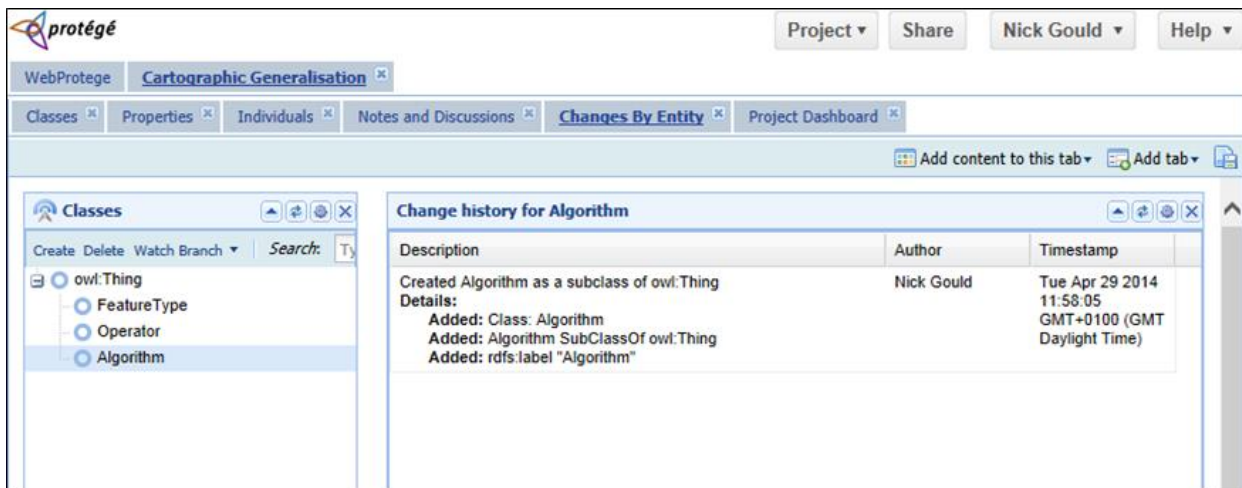 protégé
Project Share Nick Gould Help
WebProtege Cartographic Generalisation
Classes Properties Individuals Notes and Discussions Changes By Entity Project Dashboard
Add content to this tab Add tab
Classes
Create Delete Watch Branch Search: Ty
owl:Thing
FeatureType
Operator
Algorithm
Change history for Algorithm
Description Author Timestamp
Created Algorithm as a subclass of owl:Thing Nick Gould Tue Apr 29 2014
Details: 11:58:05
Added: Class: Algorithm GMT+0100 (GMT
Added: Algorithm SubClassOf owl:Thing Daylight Time)
Added: rdfs:label "Algorithm"